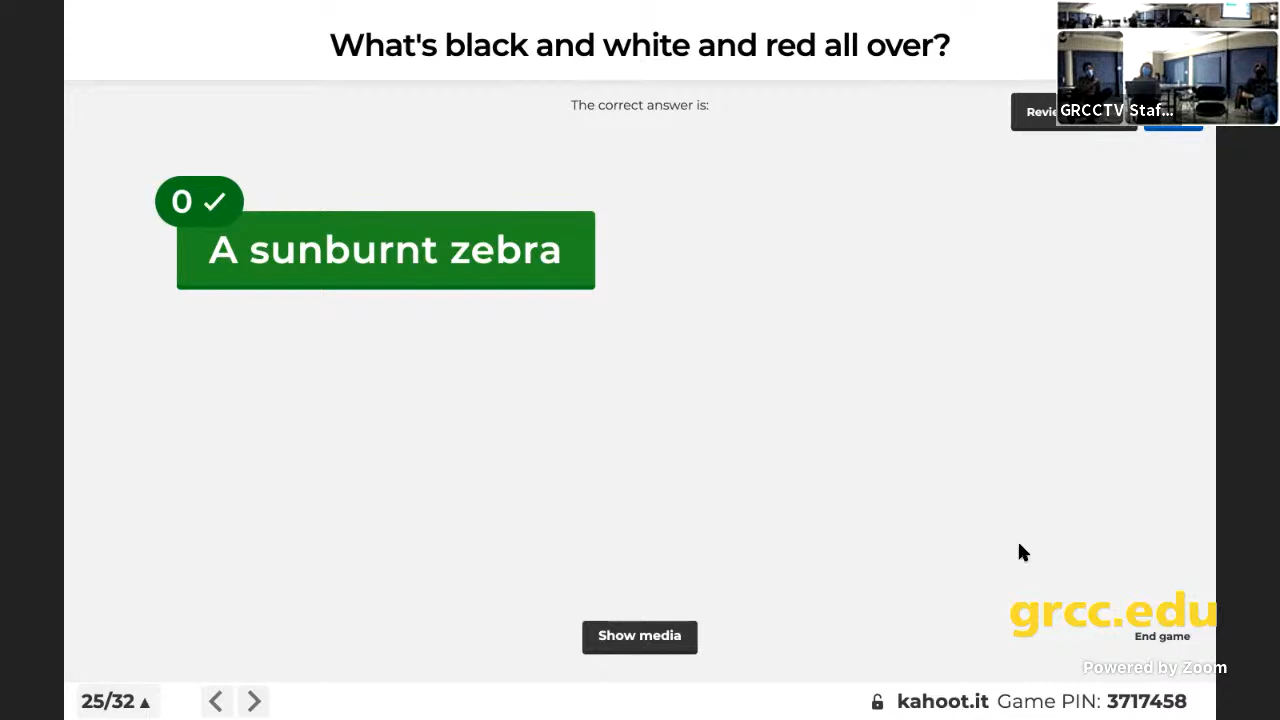 What's black and white and red all over?
The correct answer is:
GRCCTV Staf...
0
A sunburnt zebra
Show media
grcc.edu
End game
Powered by Zoom
25/32
kahoot.it Game PIN: 3717458